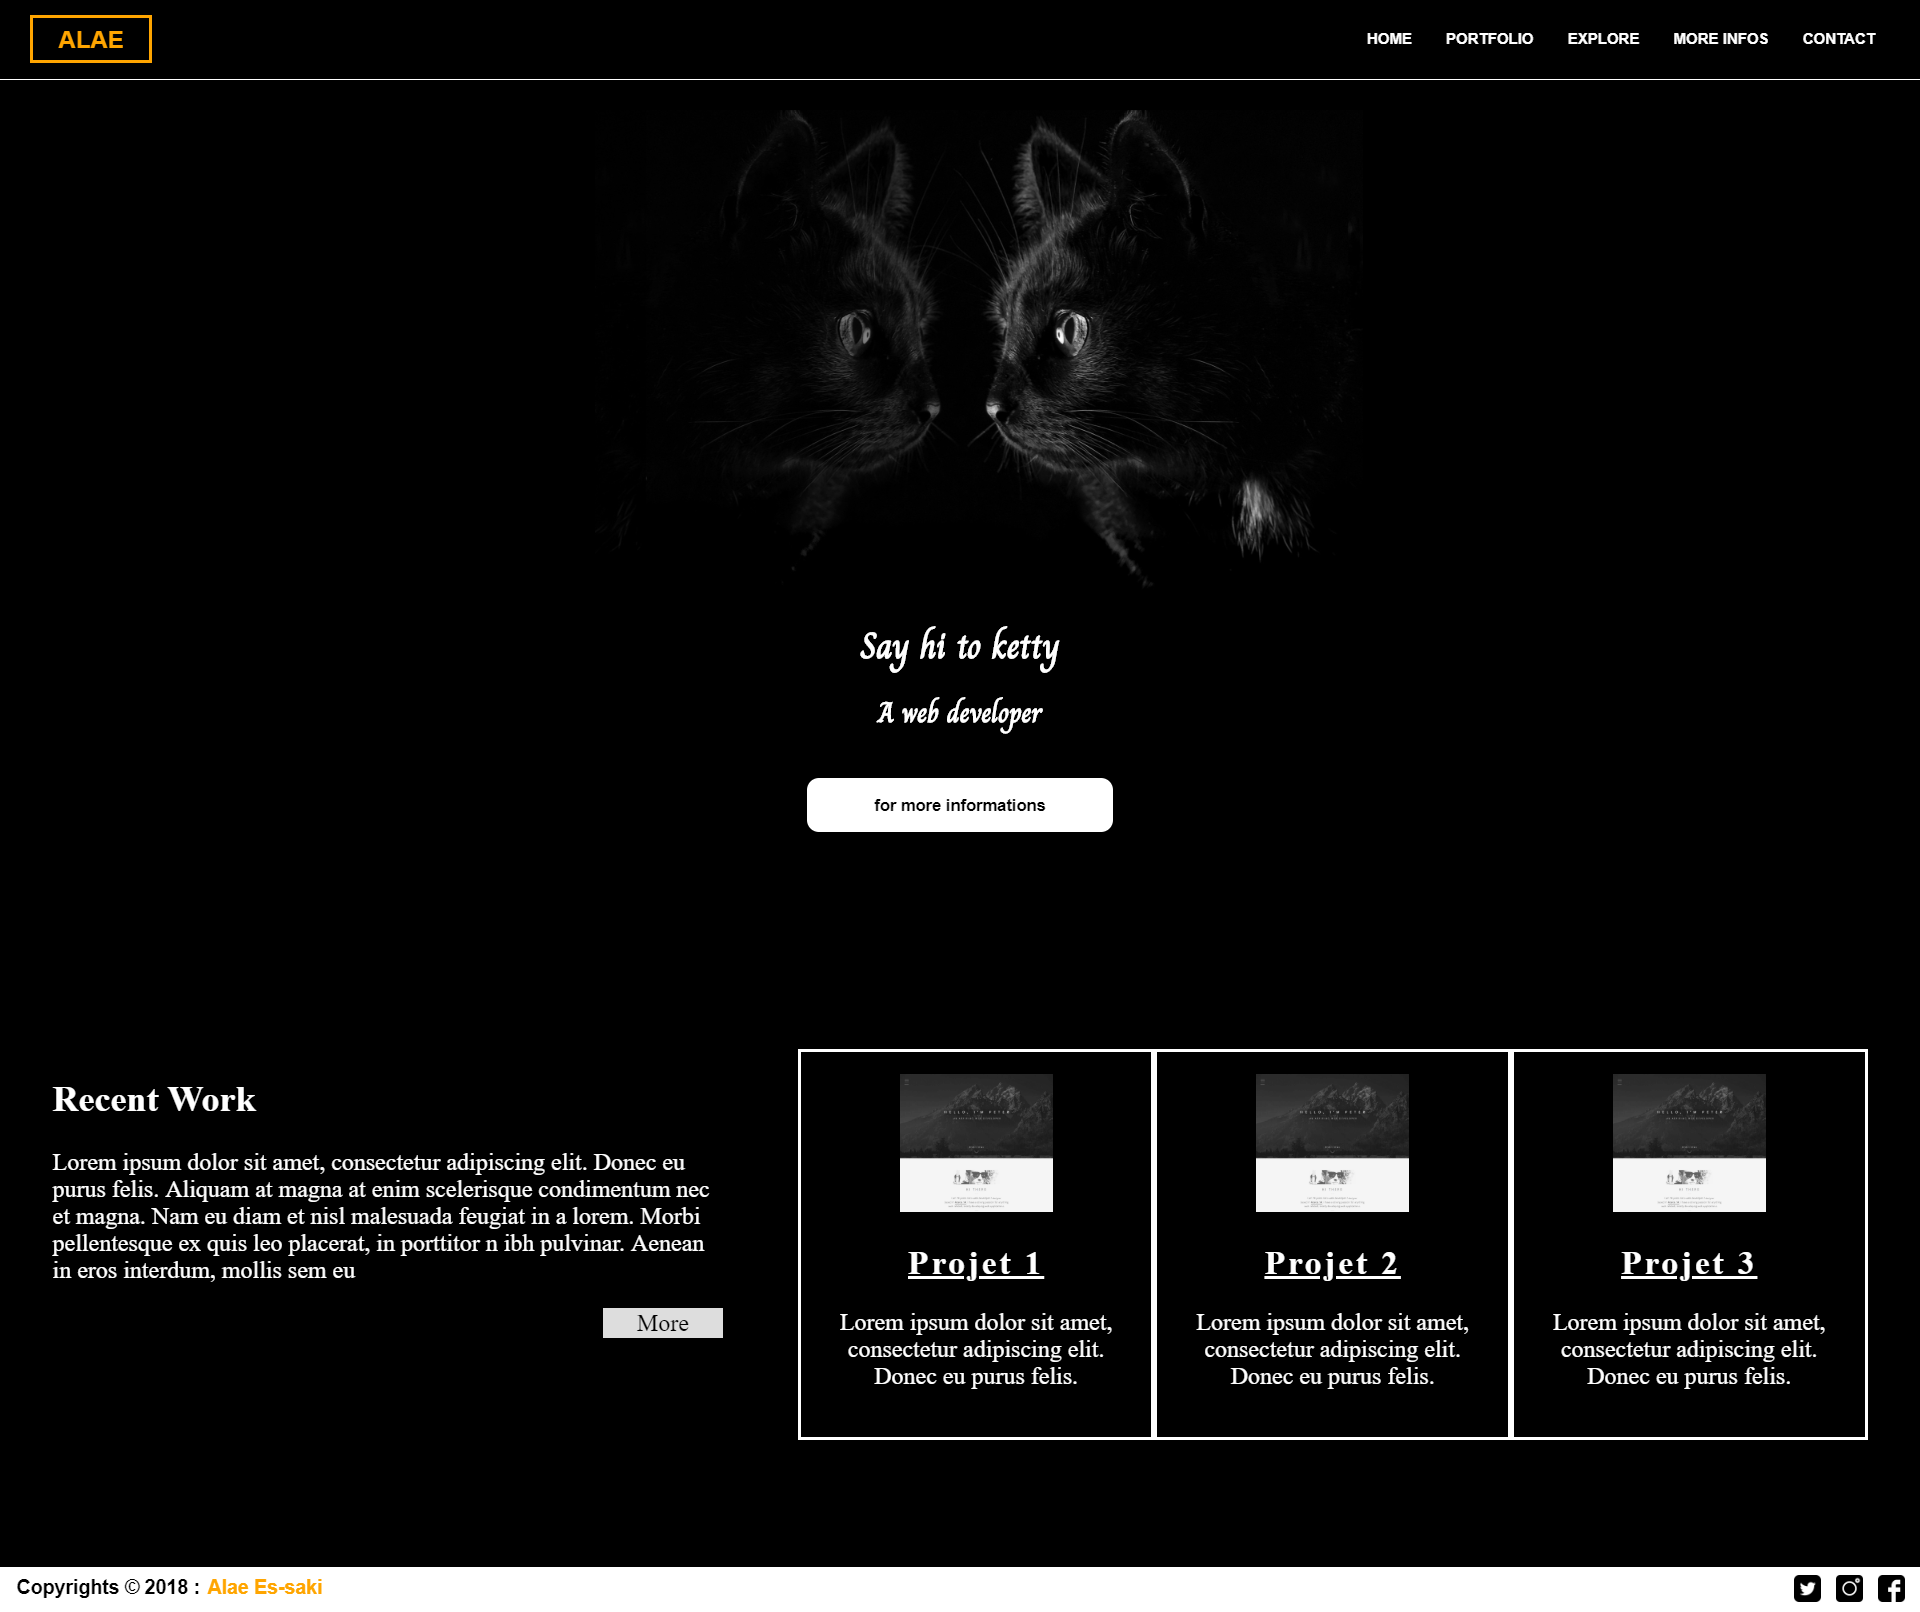 ALAE
HOME PORTFOLIO EXPLORE MORE INFOS CONTACT
Say hi to ketty
A web developer
for more informations
Recent Work
Lorem ipsum dolor sit amet, consectetur adipiscing elit. Donec eu
purus felis. Aliquam at magna at enim scelerisque condimentum nec
et magna. Nam eu diam et nisl malesuada feugiat in a lorem. Morbi
pellentesque ex quis leo placerat, in porttitor n ibh pulvinar. Aenean
in eros interdum, mollis sem eu
More
HELLO, I'M PETER
Projet 1
Lorem ipsum dolor sit amet,
consectetur adipiscing elit.
Donec eu purus felis.
HELLO, I'M PETER
Projet 2
Lorem ipsum dolor sit amet,
consectetur adipiscing elit.
Donec eu purus felis.
HELLO, I'M PETER
Projet 3
Lorem ipsum dolor sit amet,
consectetur adipiscing elit.
Donec eu purus felis.
Copyrights © 2018 : Alae Es-saki